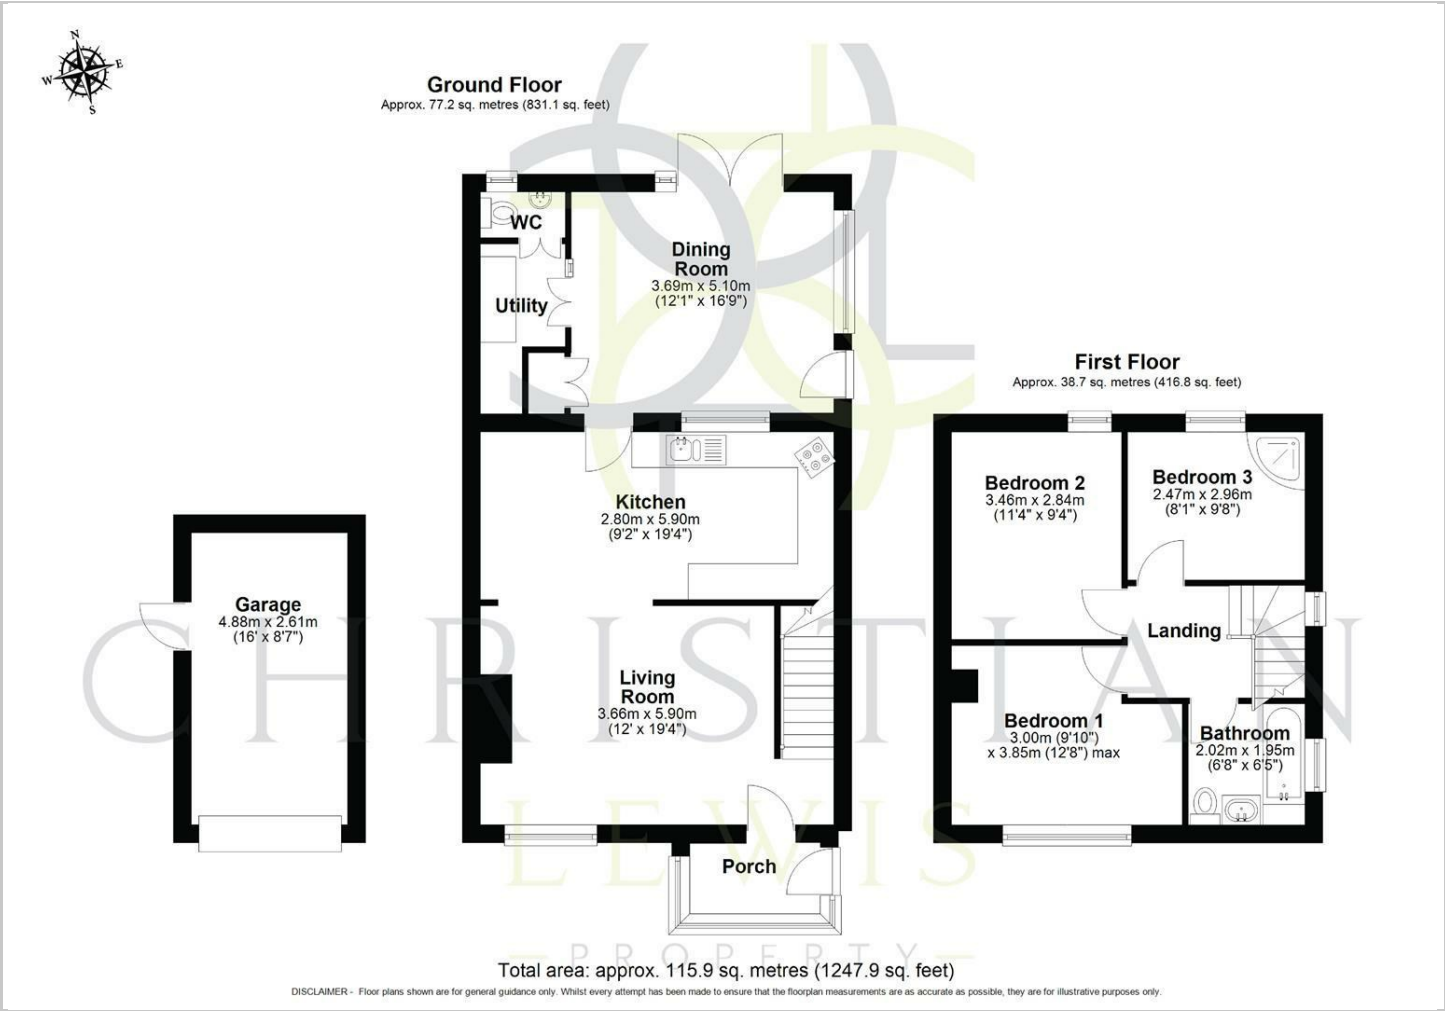 N
W E
S
Ground Floor
Approx. 77.2 sq. metres (831.1 sq. feet)
WC
Dining
Room
3.69m x 5.10m
(12'1" x 16'9")
Utility
Kitchen
2.80m x 5.90m
(9'2" x 19'4")
Living
Room
3.66m x 5.90m
(12' x 19'4")
Porch
Garage
4.88m x 2.61m
(16' x 8'7")
First Floor
Approx. 38.7 sq. metres (416.8 sq. feet)
Bedroom 2
3.46m x 2.84m
(11'4" x 9'4")
Bedroom 3
2.47m x 2.96m
(8'1" x 9'8")
Landing
Bedroom 1
3.00m (9'10")
x 3.85m (12'8") max
Bathroom
2.02m x 1.95m
(6'8" x 6'5")
CHRISTIAN
LEWIS
PROPERTY
Total area: approx. 115.9 sq. metres (1247.9 sq. feet)
DISCLAIMER - Floor plans shown are for general guidance only. Whilst every attempt has been made to ensure that the floorplan measurements are as accurate as possible, they are for illustrative purposes only.